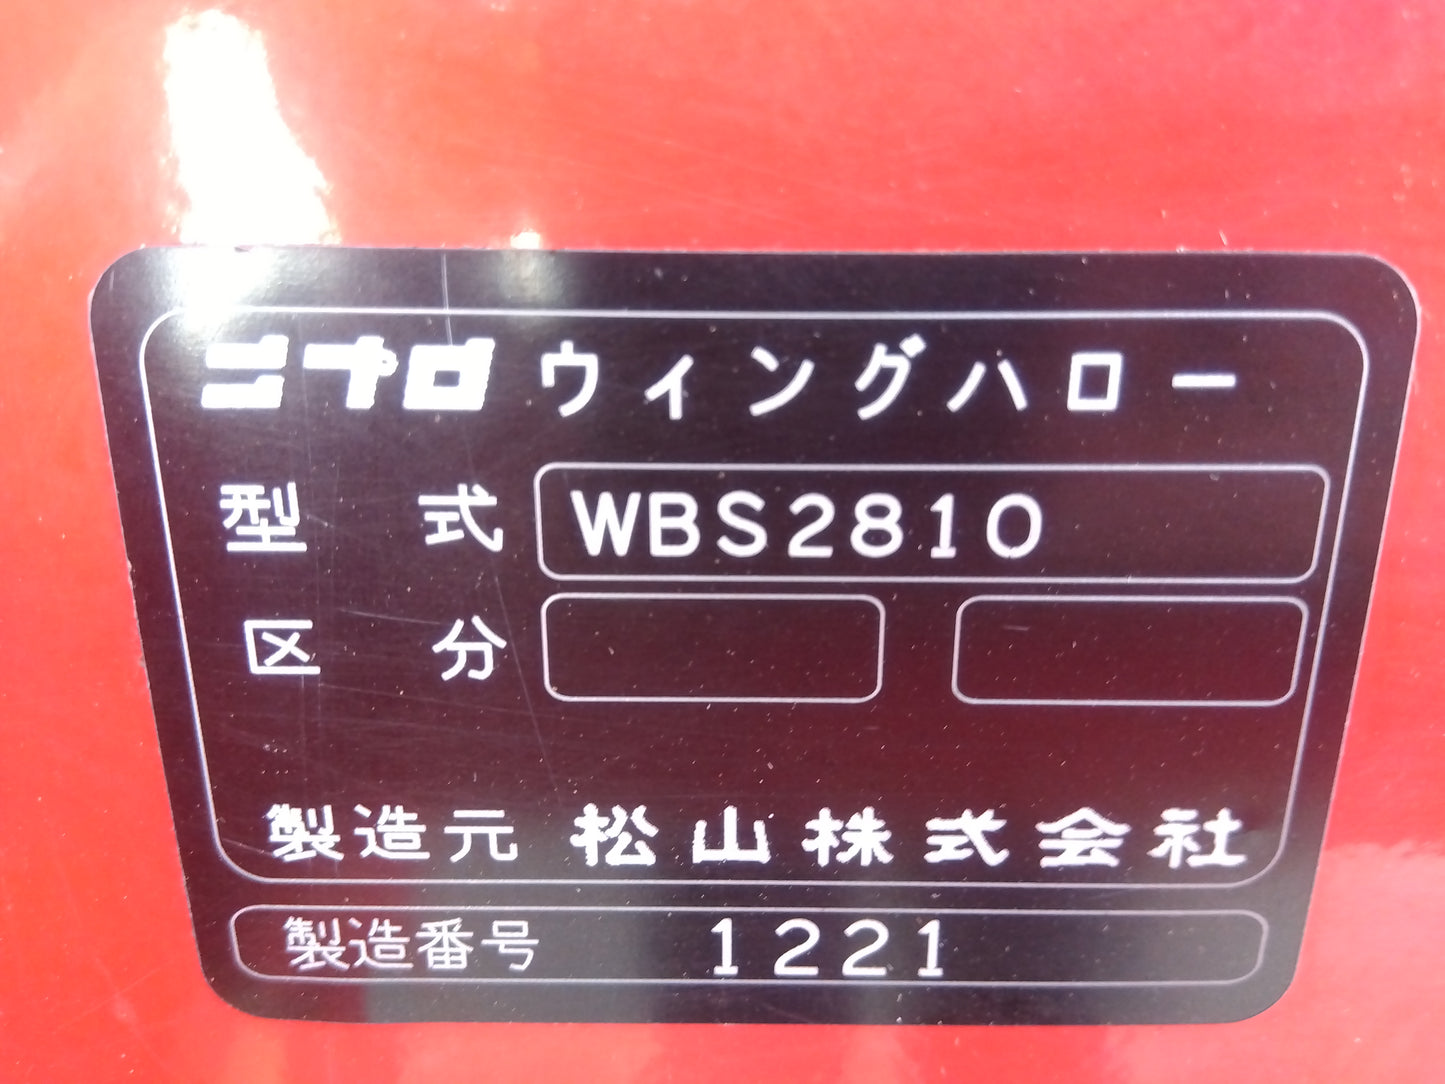 ニプロ ウィングハロー
型式 WBS2810
区分
製造元 松山株式会社
製造番号 1221